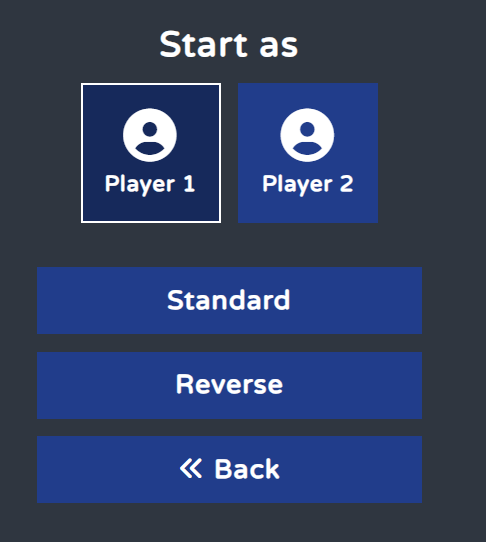 Start as
Player 1
Player 2
Standard
Reverse
Back